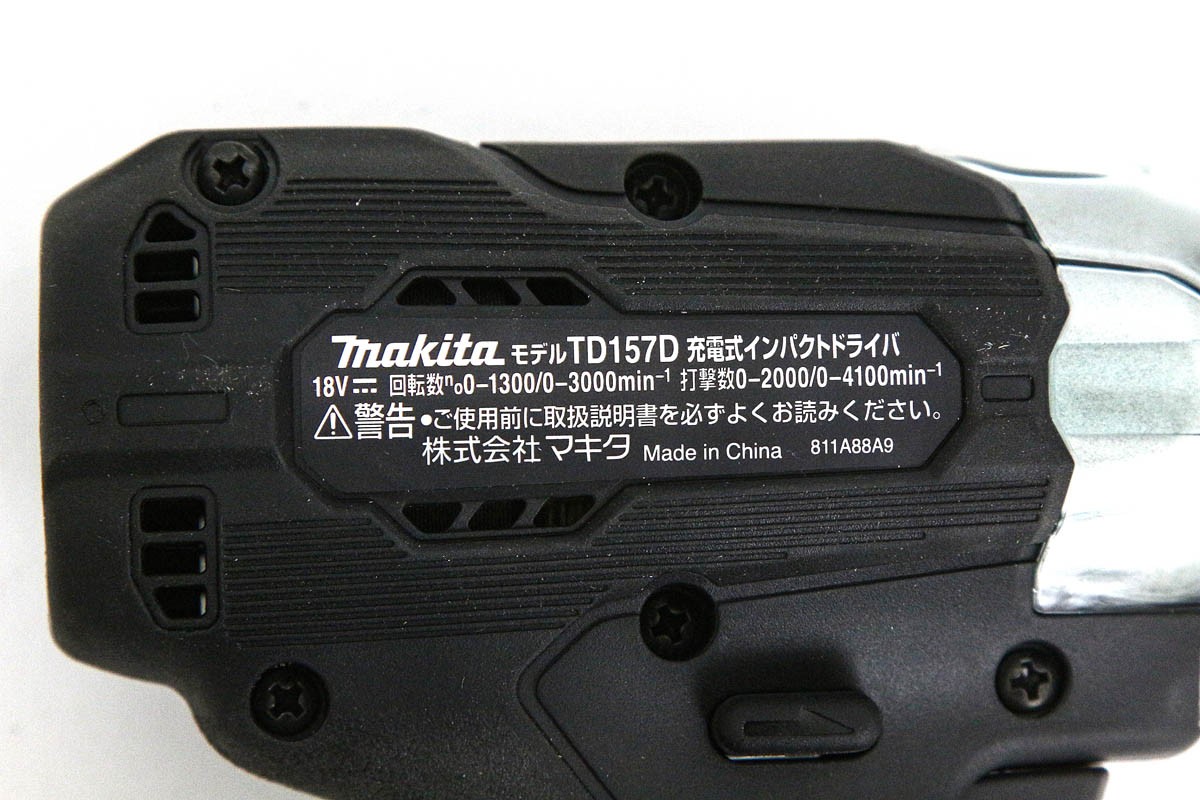 makita モデルTD157D 充電式インパクトドライバ
18V⎓ 回転数n₀0-1300/0-3000min⁻¹ 打撃数0-2000/0-4100min⁻¹
⚠警告 •ご使用前に取扱説明書を必ずよくお読みください。
株式会社 マキタ Made in China 811A88A9